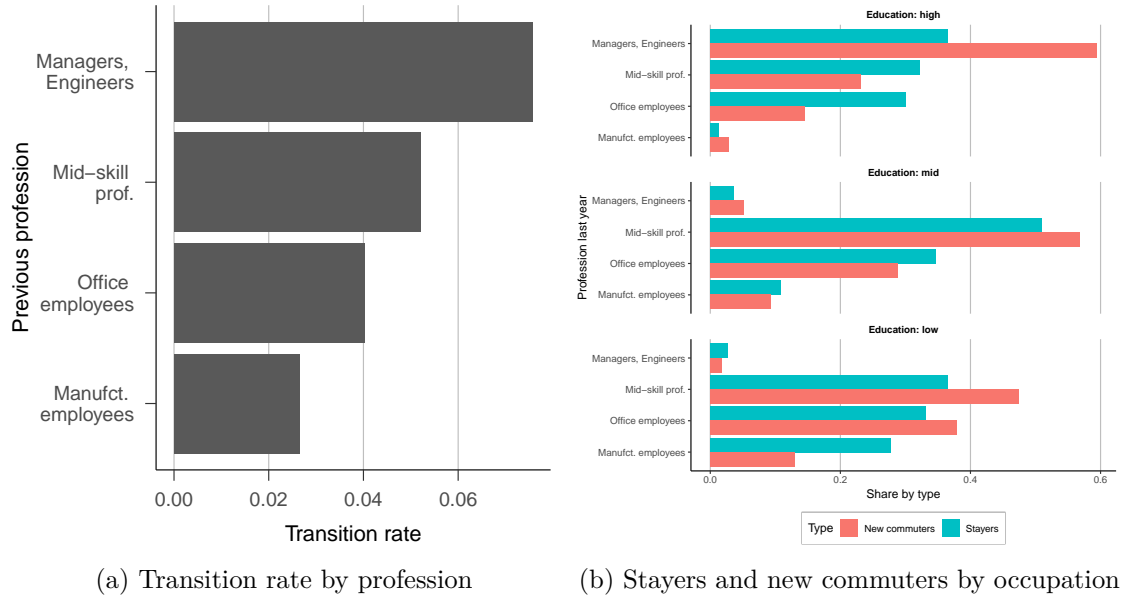 Previous profession
Managers,
Engineers
Mid−skill
prof.
Office
employees
Manufct.
employees
0.00
0.02
0.04
0.06
Transition rate
(a) Transition rate by profession
Profession last year
Education: high
Managers, Engineers
Mid−skill prof.
Office employees
Manufct. employees
Education: mid
Managers, Engineers
Mid−skill prof.
Office employees
Manufct. employees
Education: low
Managers, Engineers
Mid−skill prof.
Office employees
Manufct. employees
0.0
0.2
0.4
0.6
Share by type
Type
New commuters
Stayers
(b) Stayers and new commuters by occupation